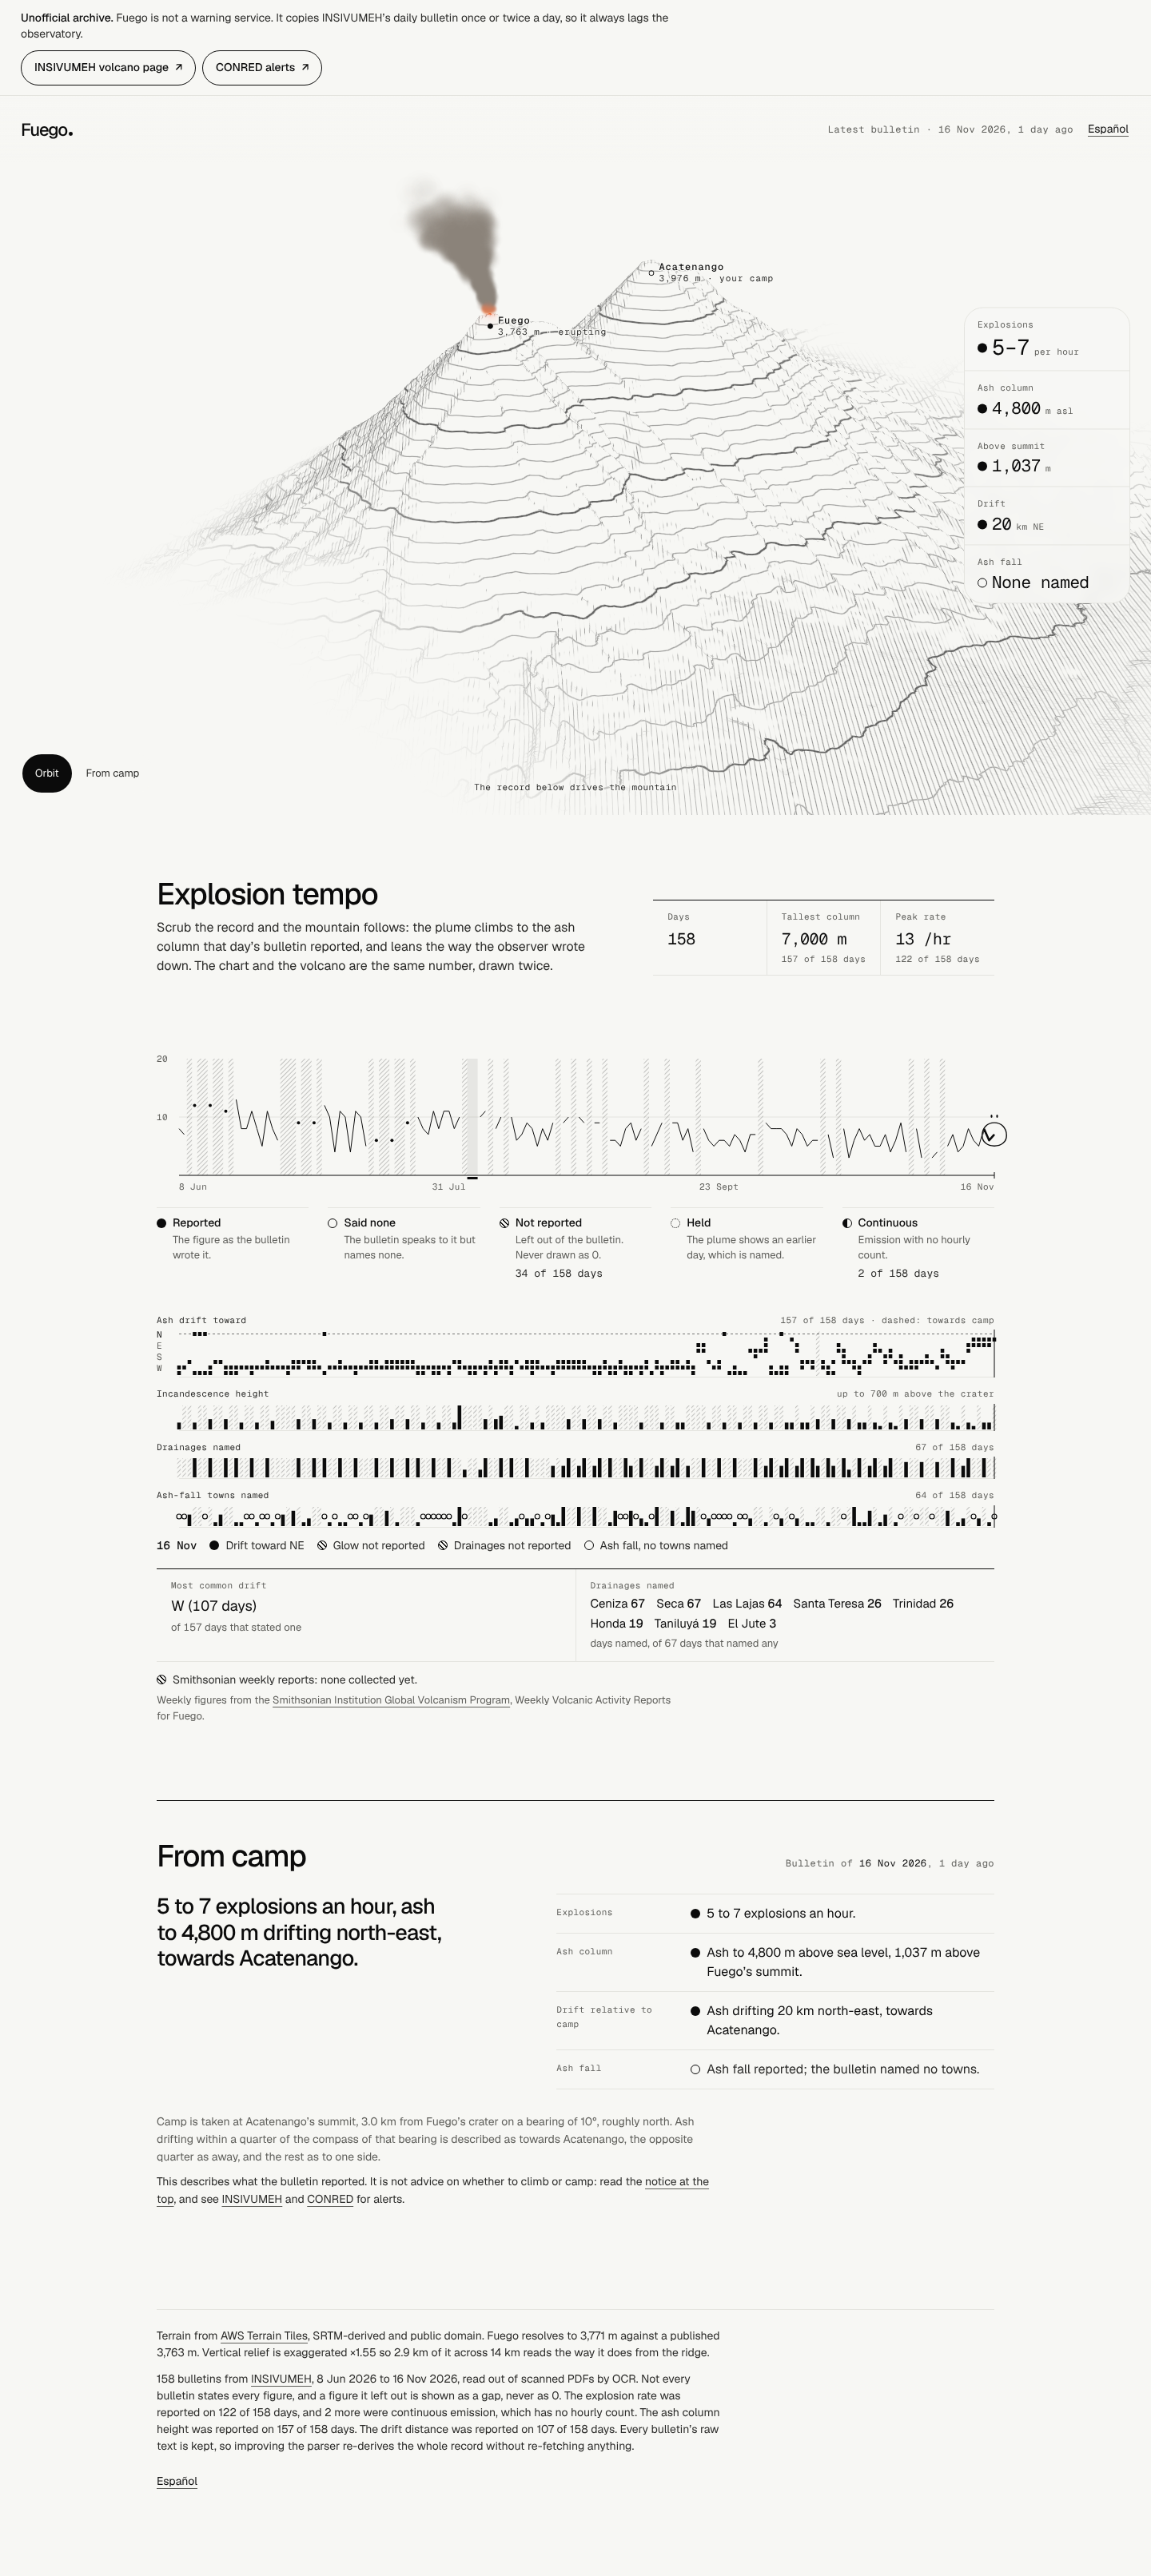 Unofficial archive. Fuego is not a warning service. It copies INSIVUMEH’s daily bulletin once or twice a day, so it always lags the
observatory.
INSIVUMEH volcano page ↗ CONRED alerts ↗
Fuego.
Latest bulletin · 16 Nov 2026, 1 day ago Español
Acatenango
3,976 m · your camp
Fuego
3,763 m · erupting
Explosions
5–7 per hour
Ash column
4,800 m asl
Above summit
1,037 m
Drift
20 km NE
Ash fall
None named
Orbit From camp
The record below drives the mountain
Explosion tempo
Scrub the record and the mountain follows: the plume climbs to the ash
column that day’s bulletin reported, and leans the way the observer wrote
down. The chart and the volcano are the same number, drawn twice.
Days Tallest column Peak rate
158 7,000 m 13 /hr
157 of 158 days 122 of 158 days
20
10
8 Jun 31 Jul 23 Sept 16 Nov
Reported Said none Not reported Held Continuous
The figure as the bulletin The bulletin speaks to it but Left out of the bulletin. The plume shows an earlier Emission with no hourly
wrote it. names none. Never drawn as 0. day, which is named. count.
34 of 158 days 2 of 158 days
Ash drift toward 157 of 158 days · dashed: towards camp
N
E
S
W
Incandescence height up to 700 m above the crater
Drainages named 67 of 158 days
Ash-fall towns named 64 of 158 days
16 Nov Drift toward NE Glow not reported Drainages not reported Ash fall, no towns named
Most common drift Drainages named
W (107 days) Ceniza 67 Seca 67 Las Lajas 64 Santa Teresa 26 Trinidad 26
Honda 19 Taniluyá 19 El Jute 3
of 157 days that stated one days named, of 67 days that named any
Smithsonian weekly reports: none collected yet.
Weekly figures from the Smithsonian Institution Global Volcanism Program, Weekly Volcanic Activity Reports
for Fuego.
From camp
Bulletin of 16 Nov 2026, 1 day ago
5 to 7 explosions an hour, ash
to 4,800 m drifting north-east,
towards Acatenango.
Explosions 5 to 7 explosions an hour.
Ash column Ash to 4,800 m above sea level, 1,037 m above
Fuego’s summit.
Drift relative to Ash drifting 20 km north-east, towards
camp Acatenango.
Ash fall Ash fall reported; the bulletin named no towns.
Camp is taken at Acatenango’s summit, 3.0 km from Fuego’s crater on a bearing of 10°, roughly north. Ash
drifting within a quarter of the compass of that bearing is described as towards Acatenango, the opposite
quarter as away, and the rest as to one side.
This describes what the bulletin reported. It is not advice on whether to climb or camp: read the notice at the
top, and see INSIVUMEH and CONRED for alerts.
Terrain from AWS Terrain Tiles, SRTM-derived and public domain. Fuego resolves to 3,771 m against a published
3,763 m. Vertical relief is exaggerated ×1.55 so 2.9 km of it across 14 km reads the way it does from the ridge.
158 bulletins from INSIVUMEH, 8 Jun 2026 to 16 Nov 2026, read out of scanned PDFs by OCR. Not every
bulletin states every figure, and a figure it left out is shown as a gap, never as 0. The explosion rate was
reported on 122 of 158 days, and 2 more were continuous emission, which has no hourly count. The ash column
height was reported on 157 of 158 days. The drift distance was reported on 107 of 158 days. Every bulletin’s raw
text is kept, so improving the parser re-derives the whole record without re-fetching anything.
Español